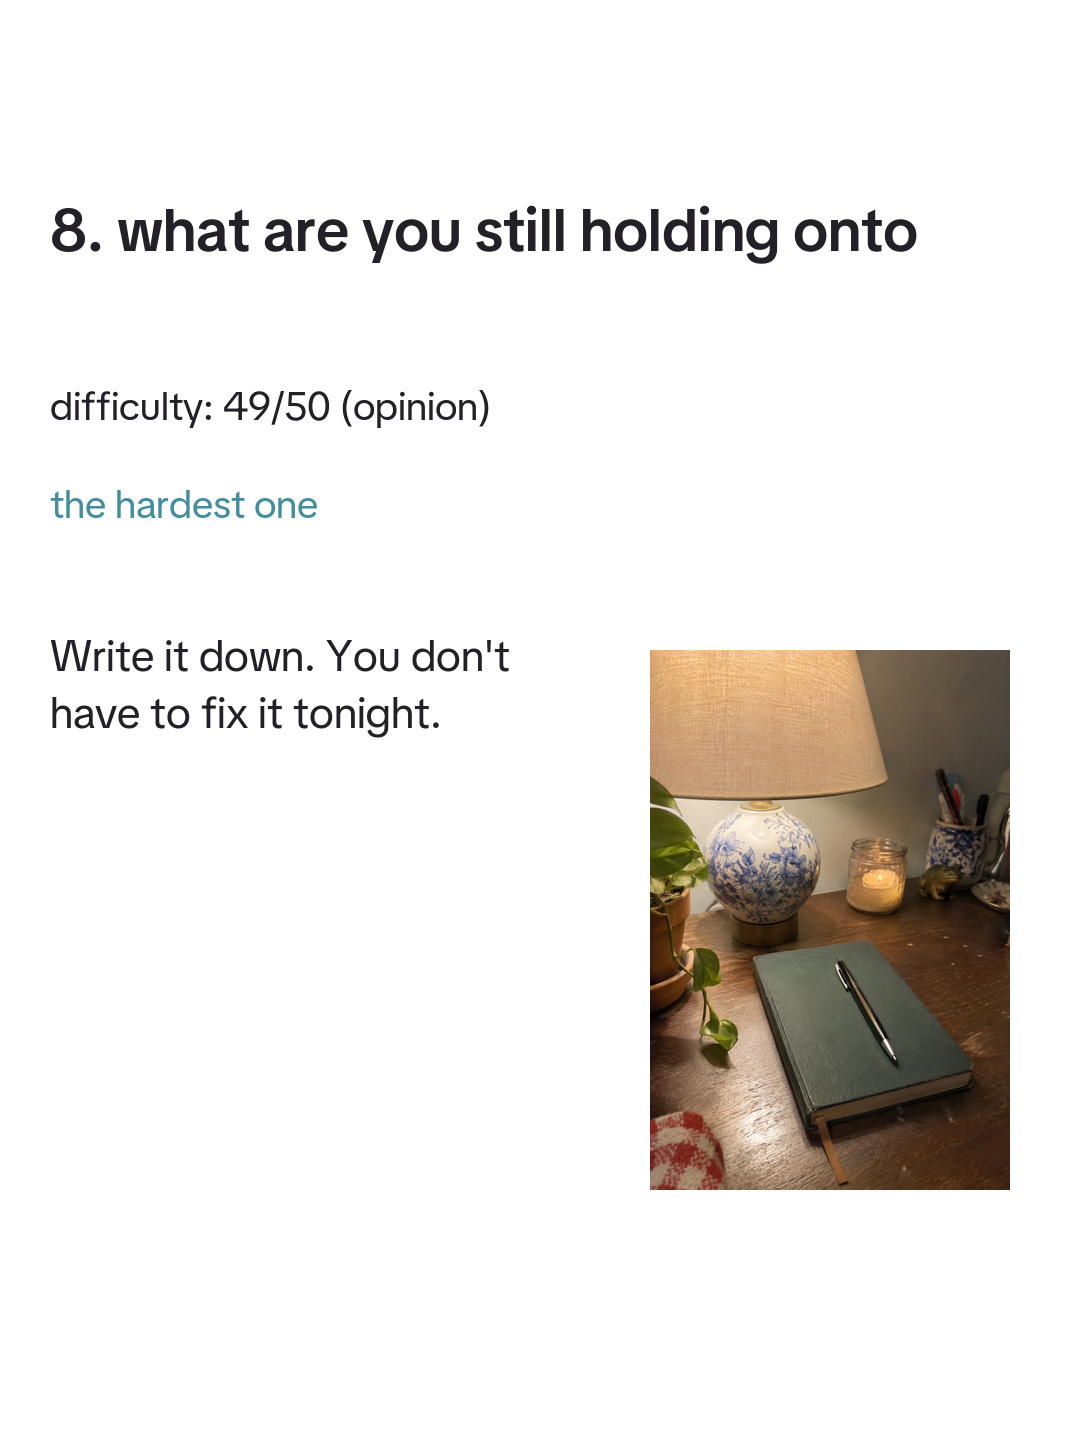 8. what are you still holding onto
difficulty: 49/50 (opinion)
the hardest one
Write it down. You don't
have to fix it tonight.